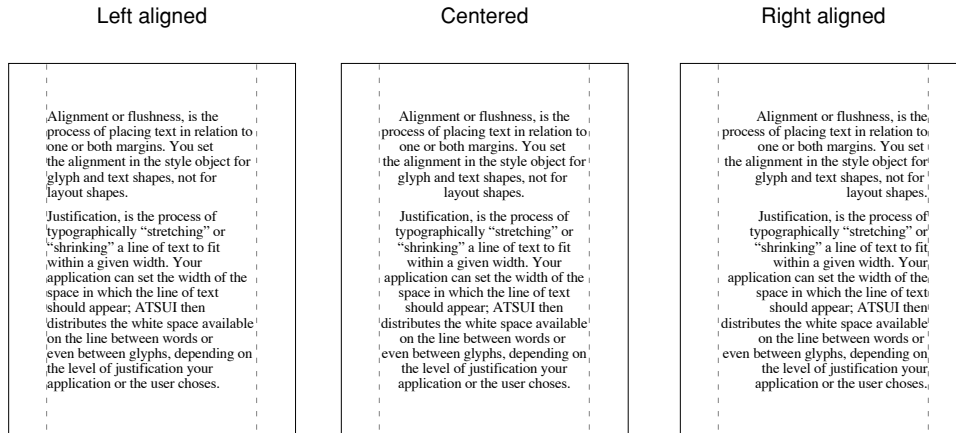 Left aligned
Centered
Right aligned
Alignment or flushness, is the
process of placing text in relation to
one or both margins. You set
the alignment in the style object for
glyph and text shapes, not for
layout shapes.
Justification, is the process of
typographically “stretching” or
“shrinking” a line of text to fit
within a given width. Your
application can set the width of the
space in which the line of text
should appear; ATSUI then
distributes the white space available
on the line between words or
even between glyphs, depending on
the level of justification your
application or the user choses.
Alignment or flushness, is the
process of placing text in relation to
one or both margins. You set
the alignment in the style object for
glyph and text shapes, not for
layout shapes.
Justification, is the process of
typographically “stretching” or
“shrinking” a line of text to fit
within a given width. Your
application can set the width of the
space in which the line of text
should appear; ATSUI then
distributes the white space available
on the line between words or
even between glyphs, depending on
the level of justification your
application or the user choses.
Alignment or flushness, is the
process of placing text in relation to
one or both margins. You set
the alignment in the style object for
glyph and text shapes, not for
layout shapes.
Justification, is the process of
typographically “stretching” or
“shrinking” a line of text to fit
within a given width. Your
application can set the width of the
space in which the line of text
should appear; ATSUI then
distributes the white space available
on the line between words or
even between glyphs, depending on
the level of justification your
application or the user choses.